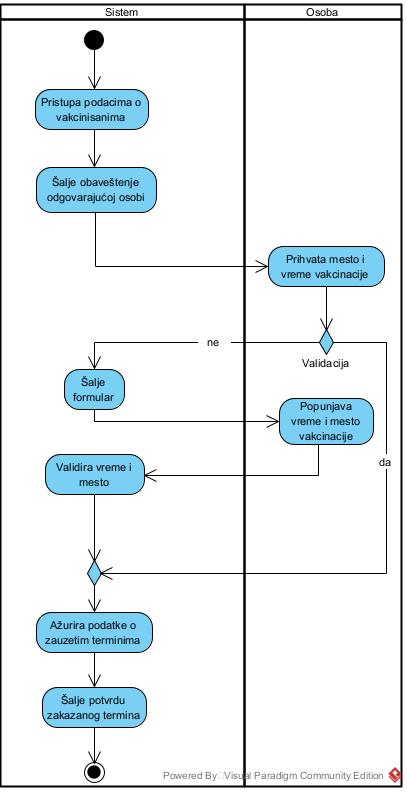 Sistem
Osoba
Pristupa podacima o
vakcinisanima
Šalje obaveštenje
odgovarajućoj osobi
Prihvata mesto i
vreme vakcinacije
ne
Validacija
Šalje
formular
Popunjava
vreme i mesto
vakcinacije
da
Validira vreme i
mesto
Ažurira podatke o
zauzetim terminima
Šalje potvrdu
zakazanog termina
Powered By Visual Paradigm Community Edition